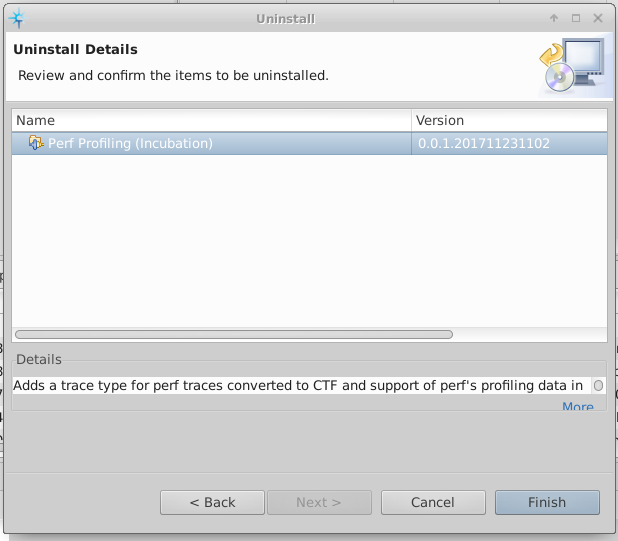 Uninstall
Uninstall Details
Review and confirm the items to be uninstalled.
Name Version
Perf Profiling (Incubation) 0.0.1.201711231102
Details
Adds a trace type for perf traces converted to CTF and support of perf's profiling data in
More
< Back Next > Cancel Finish